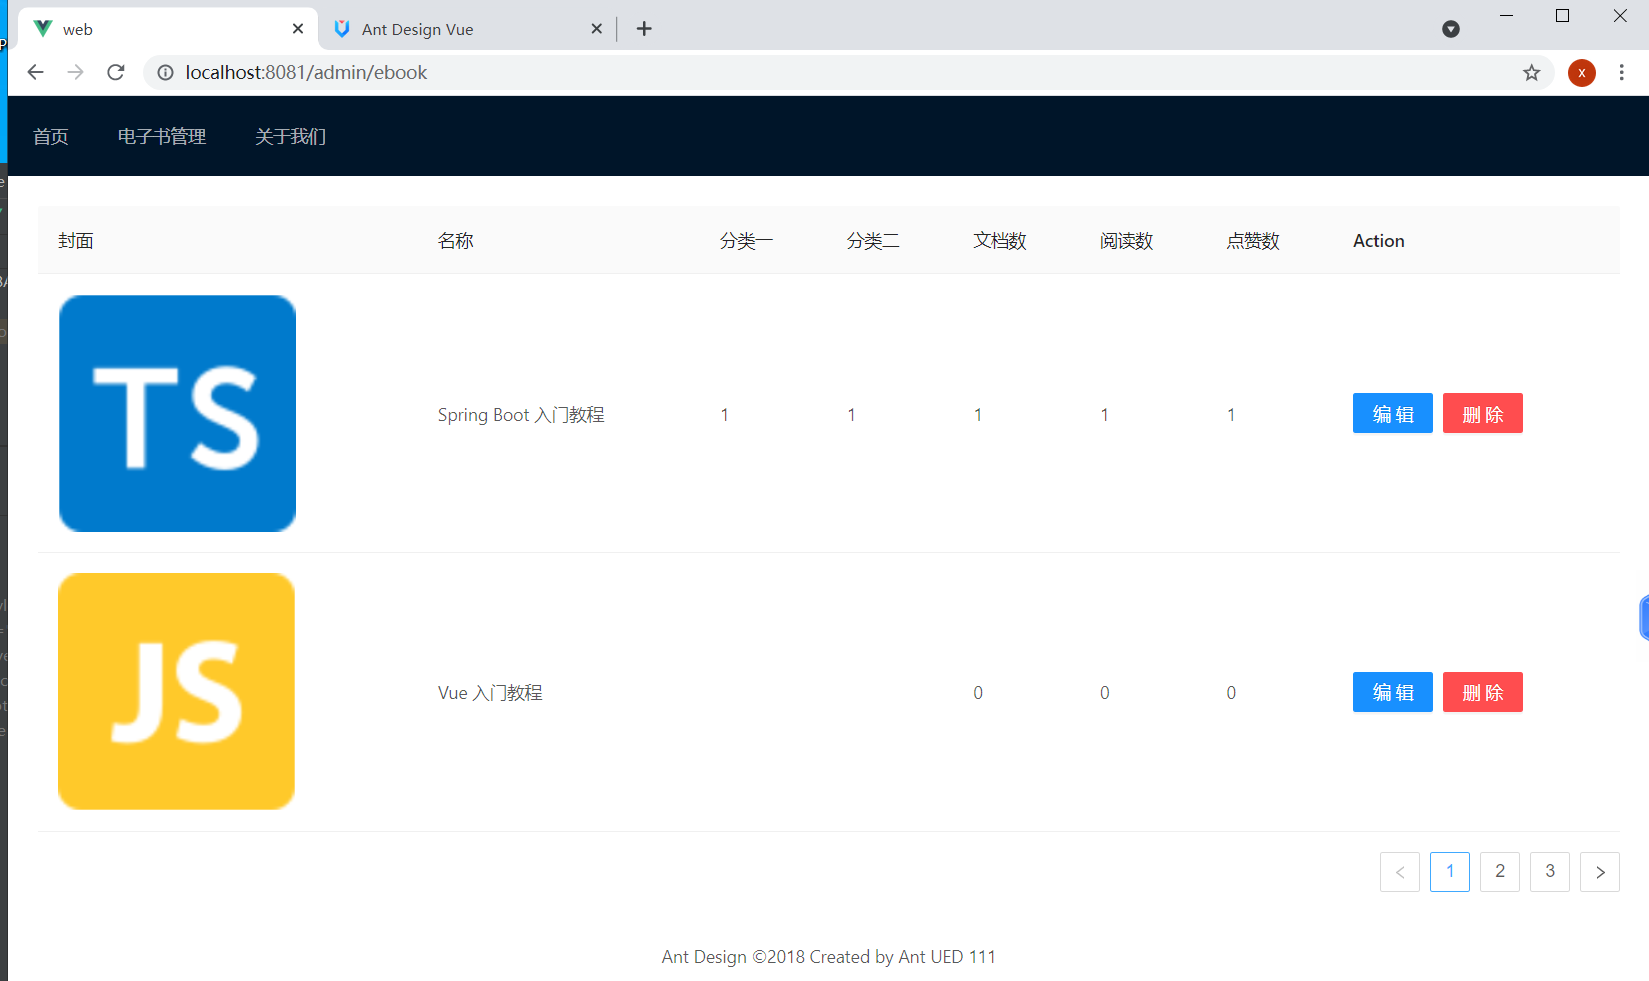 web
Ant Design Vue
localhost:8081/admin/ebook
x
首页 电子书管理 关于我们
封面 名称 分类一 分类二 文档数 阅读数 点赞数 Action
TS
Spring Boot 入门教程 1 1 1 1 1 编辑 删除
JS
Vue 入门教程 0 0 0 编辑 删除
< 1 2 3 >
Ant Design ©2018 Created by Ant UED 111